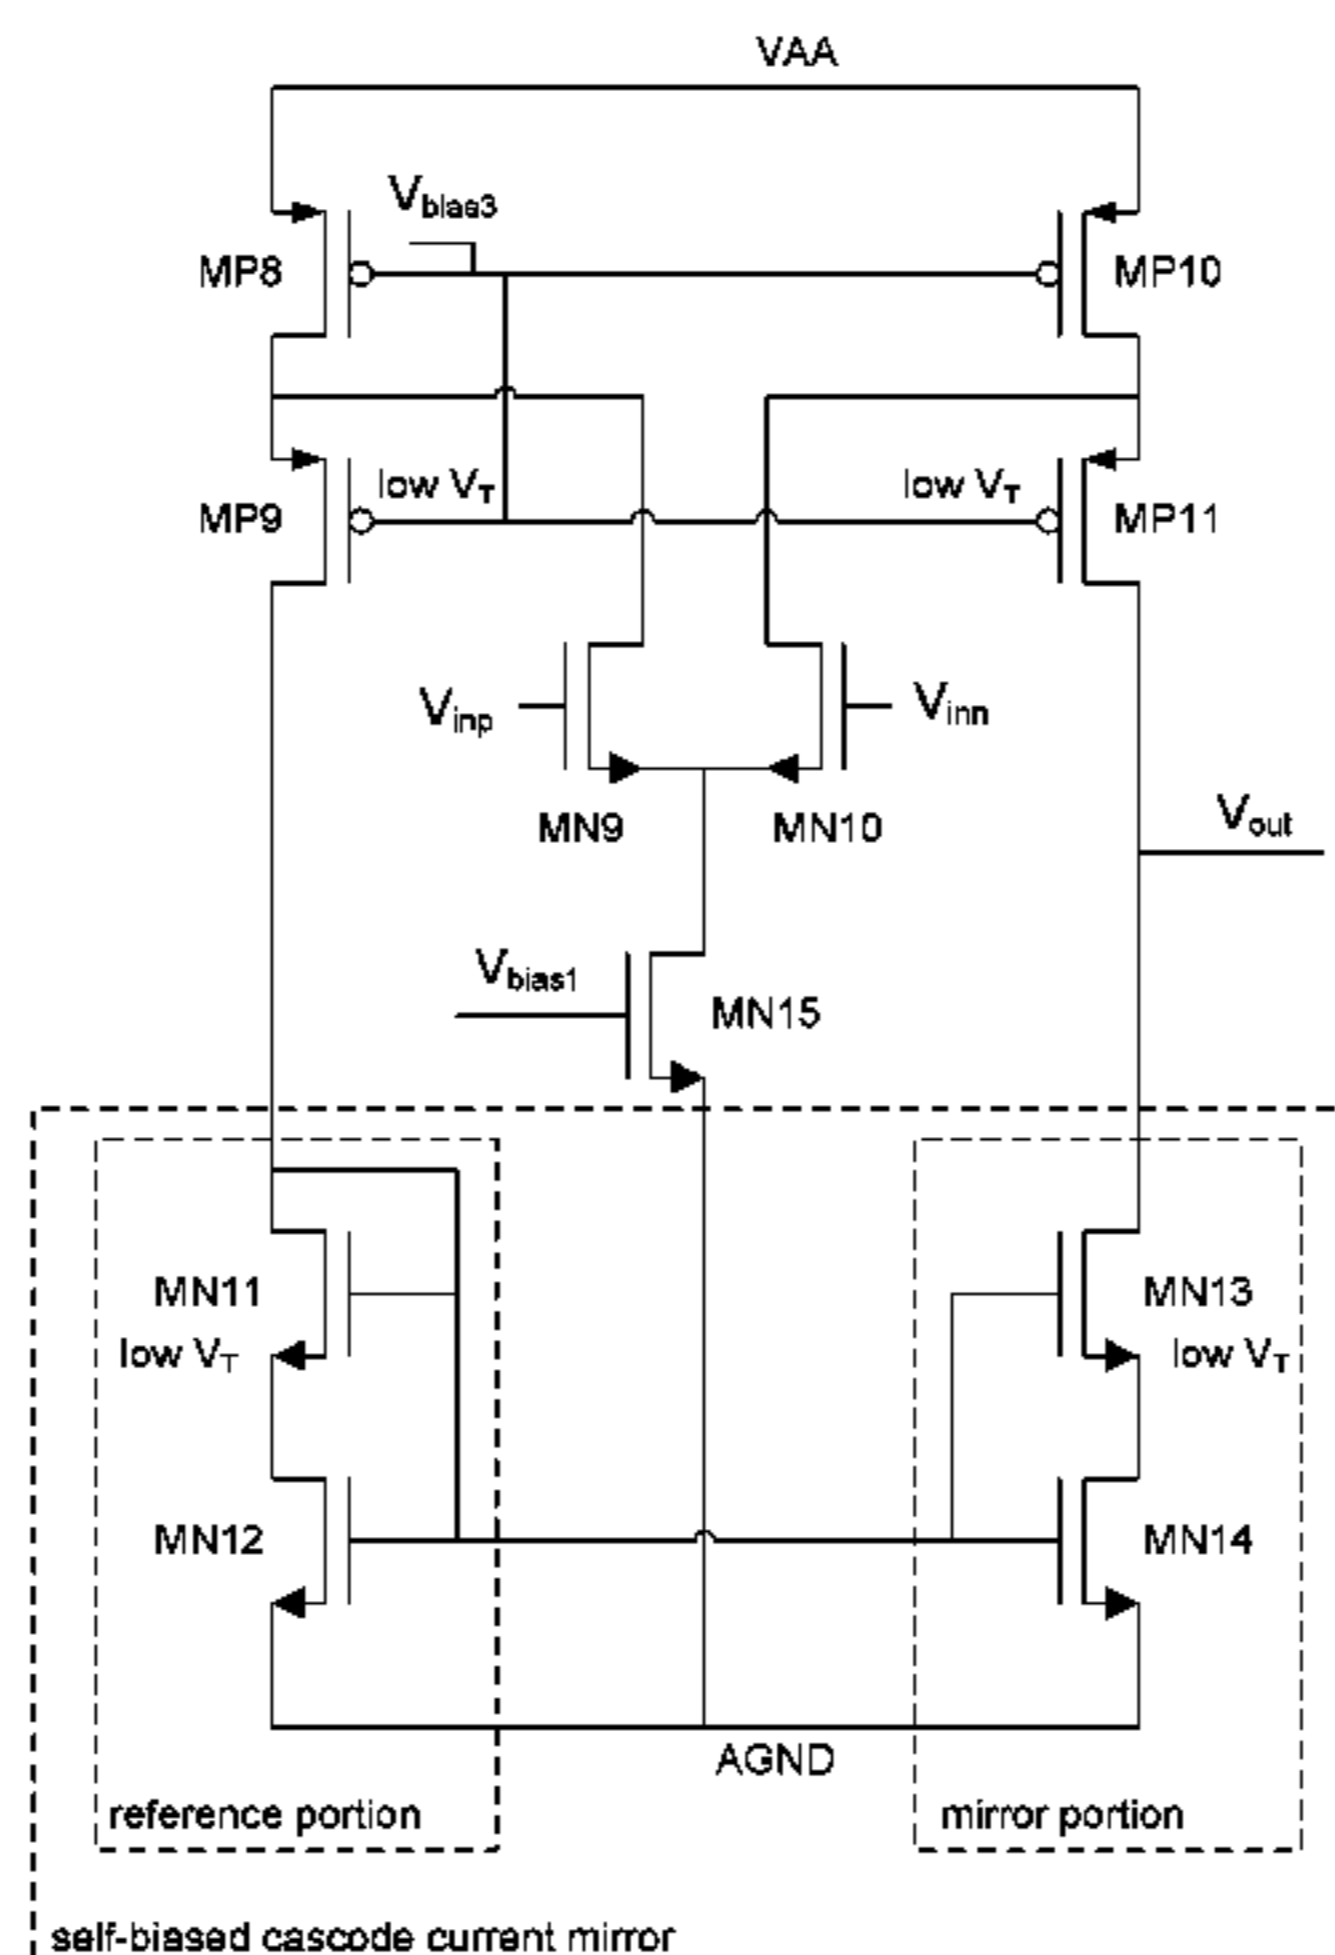 VAA
Vbias3
MP8
MP10
low VT
low VT
MP9
MP11
Vinp
Vinn
MN9
MN10
Vout
Vbias1
MN15
MN11
MN13
low VT
low VT
MN12
MN14
AGND
reference portion
mirror portion
self-biased cascode current mirror